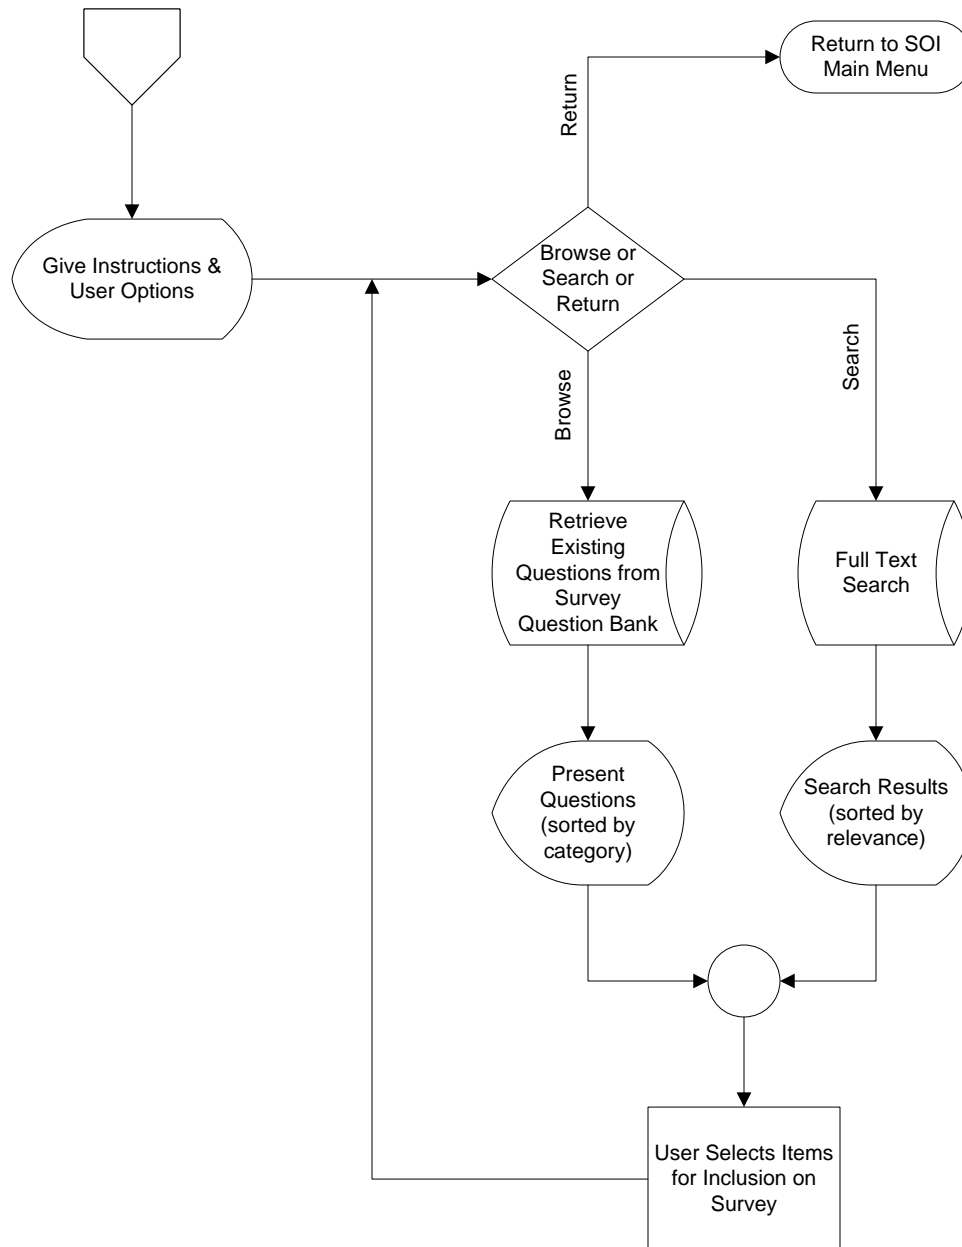 Return to SOI
Main Menu
Return
Give Instructions &
User Options
Browse or
Search or
Return
Browse
Search
Retrieve
Existing
Questions from
Survey
Question Bank
Full Text
Search
Present
Questions
(sorted by
category)
Search Results
(sorted by
relevance)
User Selects Items
for Inclusion on
Survey